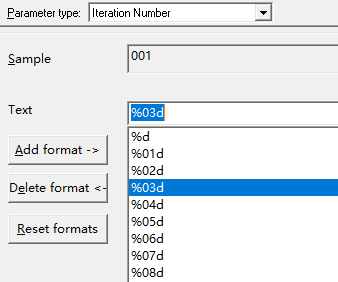 Parameter type: Iteration Number
Sample 001
Text %03d
Add format ->
Delete format <-
Reset formats
%d
%01d
%02d
%03d
%04d
%05d
%06d
%07d
%08d